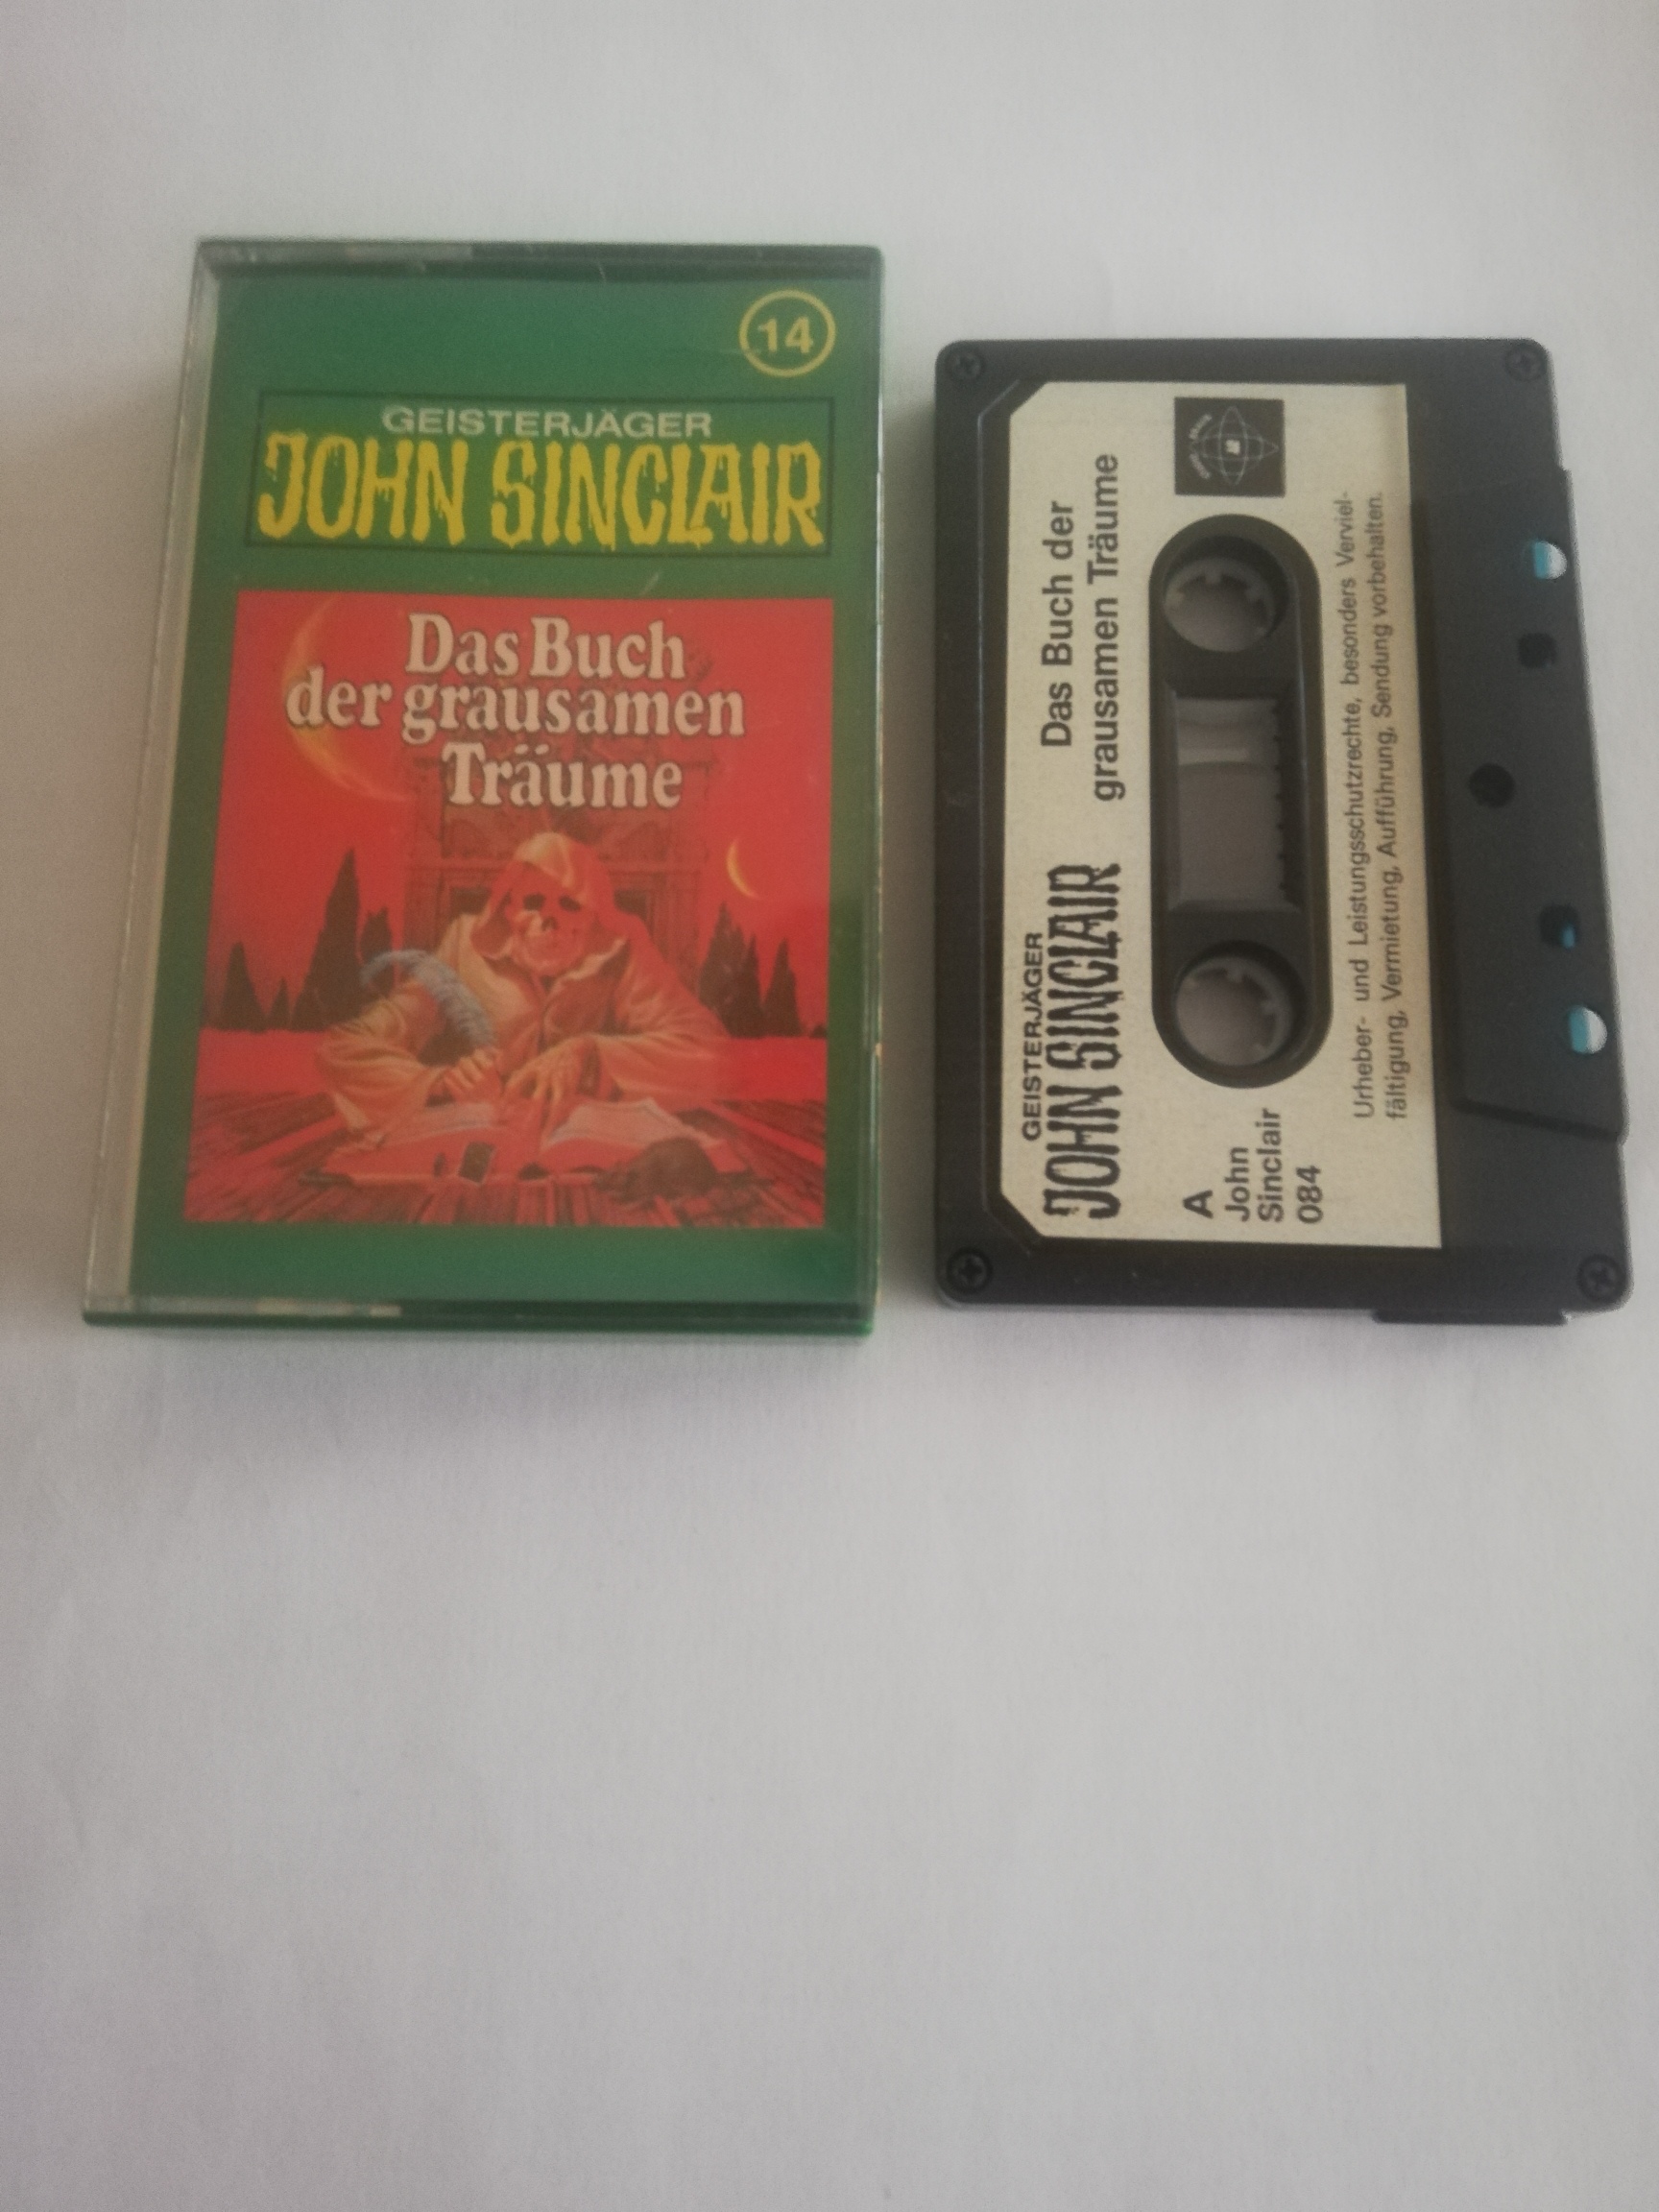 14
GEISTERJÄGER
JOHN SINCLAIR
Das Buch
der grausamen
Träume
GEISTERJÄGER
JOHN SINCLAIR
Das Buch der
grausamen Träume
A
John
Sinclair
084
Urheber- und Leistungsschutzrechte, besonders Verviel-
fältigung, Vermietung, Aufführung, Sendung vorbehalten.